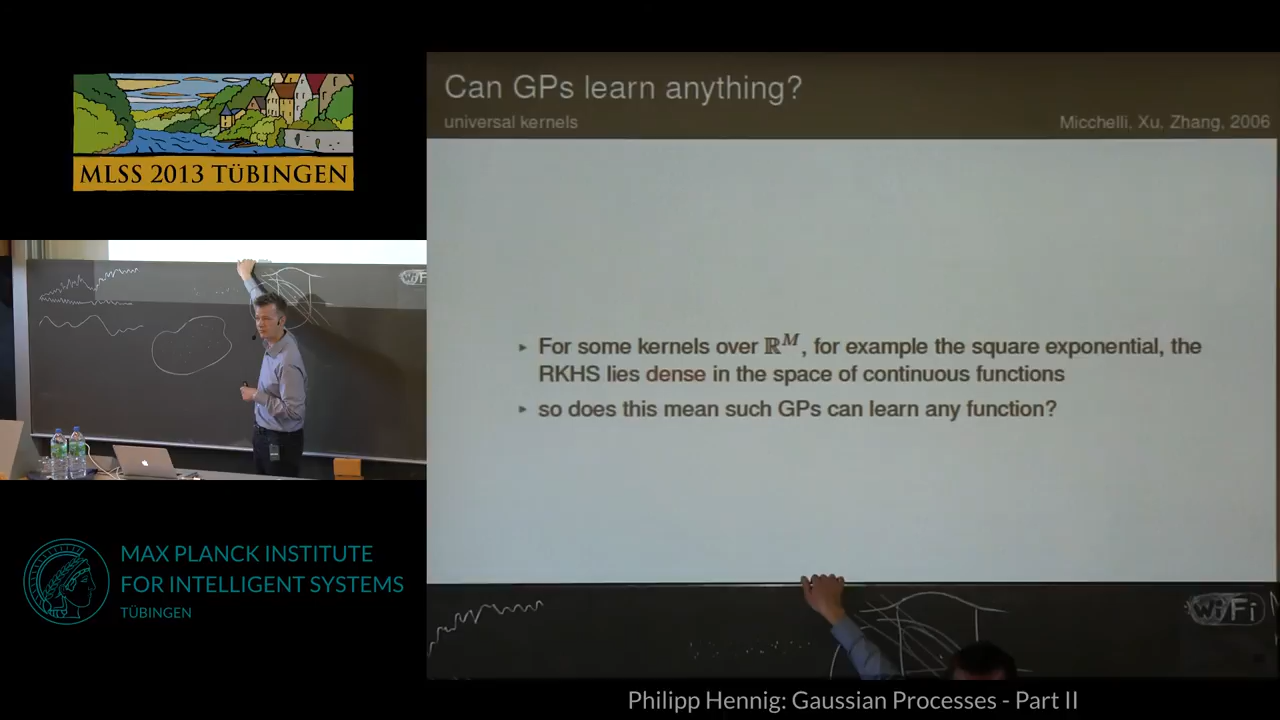 MLSS 2013 TÜBINGEN
MAX PLANCK INSTITUTE
FOR INTELLIGENT SYSTEMS
TÜBINGEN
Can GPs learn anything?
universal kernels
Micchelli, Xu, Zhang, 2006
▸ For some kernels over ℝᴹ, for example the square exponential, the
RKHS lies dense in the space of continuous functions
▸ so does this mean such GPs can learn any function?
WiFi
WiFi
Philipp Hennig: Gaussian Processes - Part II